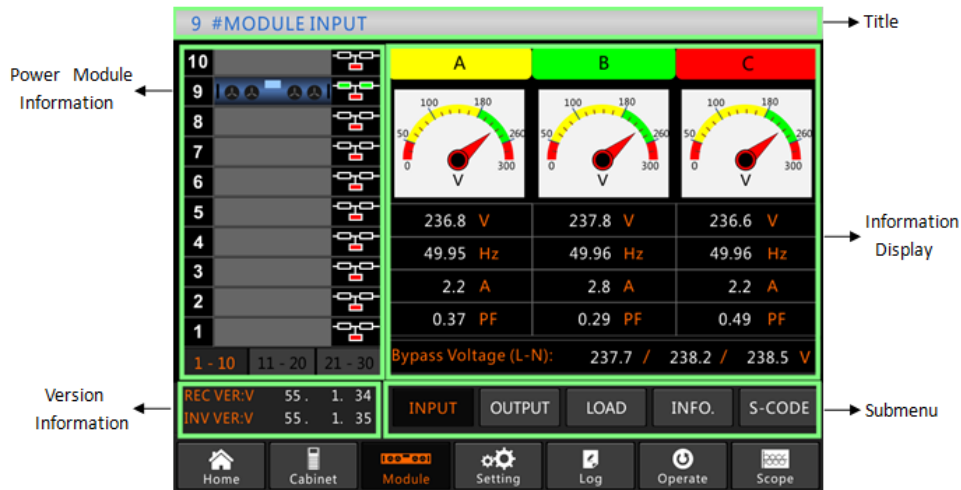 9 #MODULE INPUT
Title
Power Module
Information
10
9
8
7
6
5
4
3
2
1
1 - 10 11 - 20 21 - 30
A B C
0 50 100 180 260 300
V
0 50 100 180 260 300
V
0 50 100 180 260 300
V
236.8 V 237.8 V 236.6 V
49.95 Hz 49.96 Hz 49.96 Hz
2.2 A 2.8 A 2.2 A
0.37 PF 0.29 PF 0.49 PF
Bypass Voltage (L-N): 237.7 / 238.2 / 238.5 V
Information
Display
Version
Information
REC VER:V 55. 1. 34
INV VER:V 55. 1. 35
INPUT OUTPUT LOAD INFO. S-CODE
Submenu
Home Cabinet Module Setting Log Operate Scope